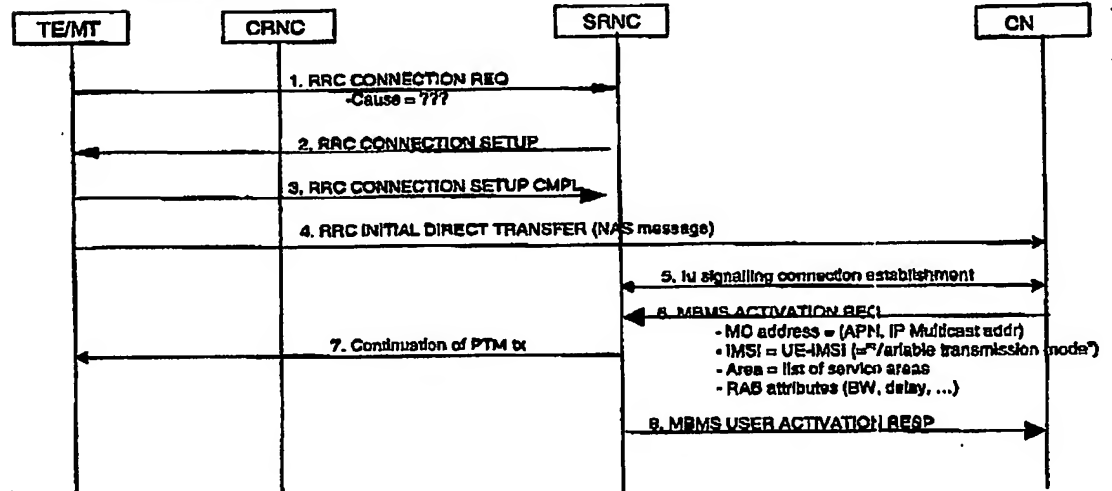 TE/MT
CRNC
SRNC
CN
1. RRC CONNECTION REQ
-Cause = ???
2. RRC CONNECTION SETUP
3. RRC CONNECTION SETUP CMPL
4. RRC INITIAL DIRECT TRANSFER (NAS message)
5. Iu signalling connection establishment
6. MBMS ACTIVATION REQ
- MC address = (APN, IP Multicast addr)
7. Continuation of PTM tx
- IMSI = UE-IMSI (="Variable transmission mode")
- Area = list of service areas
- RAB attributes (BW, delay, ...)
8. MBMS USER ACTIVATION RESP